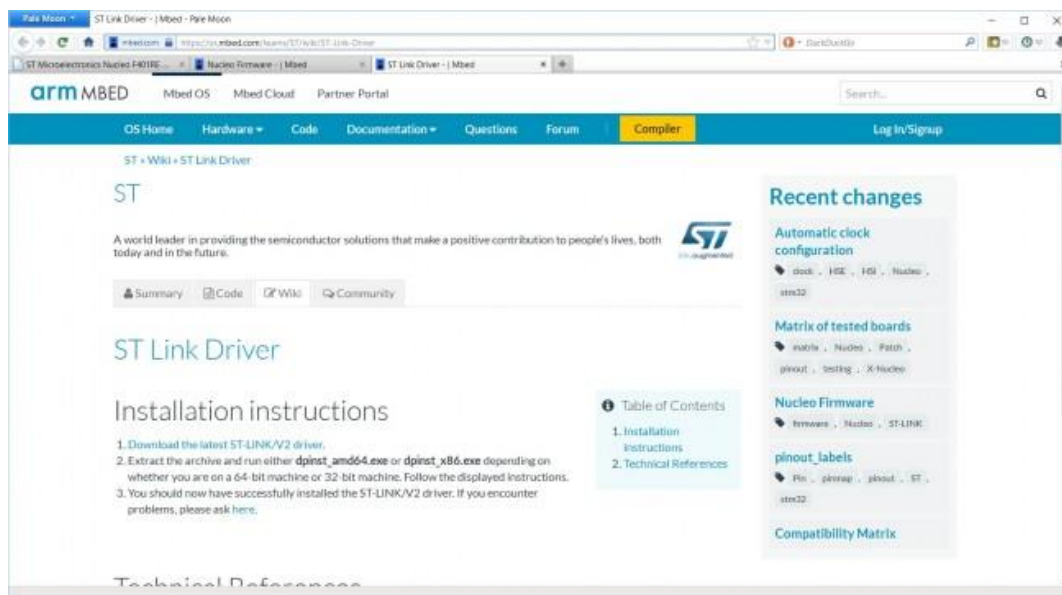 Pale Moon
ST Link Driver - | Mbed - Pale Moon
ST Microelectronics Nucleo F401RE ...
Nucleo Firmware - | Mbed
ST Link Driver - | Mbed
arm MBED
Mbed OS Mbed Cloud Partner Portal
Search...
OS Home Hardware Code Documentation Questions Forum Compiler Log In/Signup
ST » Wiki » ST Link Driver
ST
A world leader in providing the semiconductor solutions that make a positive contribution to people's lives, both
today and in the future.
ST
life.augmented
Summary Code Wiki Community
ST Link Driver
Installation instructions
1. Download the latest ST-LINK/V2 driver.
2. Extract the archive and run either dpinst_amd64.exe or dpinst_x86.exe depending on
whether you are on a 64-bit machine or 32-bit machine. Follow the displayed instructions.
3. You should now have successfully installed the ST-LINK/V2 driver. If you encounter
problems, please ask here.
Table of Contents
1. Installation
instructions
2. Technical References
Technical References
Recent changes
Automatic clock
configuration
clock , HSE , HSI , Nucleo ,
stm32
Matrix of tested boards
matrix , Nucleo , Patch ,
pinout , testing , X-Nucleo
Nucleo Firmware
firmware , Nucleo , ST-LINK
pinout_labels
Pin , pinmap , pinout , ST ,
stm32
Compatibility Matrix